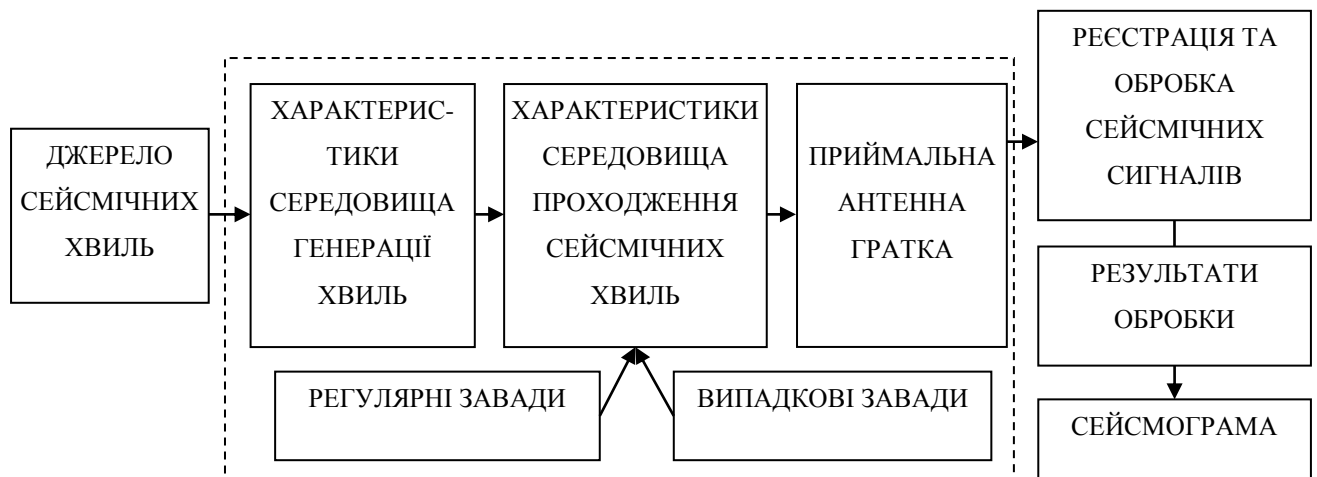 ДЖЕРЕЛО
СЕЙСМІЧНИХ
ХВИЛЬ
ХАРАКТЕРИС-
ТИКИ
СЕРЕДОВИЩА
ГЕНЕРАЦІЇ
ХВИЛЬ
ХАРАКТЕРИСТИКИ
СЕРЕДОВИЩА
ПРОХОДЖЕННЯ
СЕЙСМІЧНИХ
ХВИЛЬ
ПРИЙМАЛЬНА
АНТЕННА
ГРАТКА
РЕГУЛЯРНІ ЗАВАДИ
ВИПАДКОВІ ЗАВАДИ
РЕЄСТРАЦІЯ ТА
ОБРОБКА
СЕЙСМІЧНИХ
СИГНАЛІВ
РЕЗУЛЬТАТИ
ОБРОБКИ
СЕЙСМОГРАМА